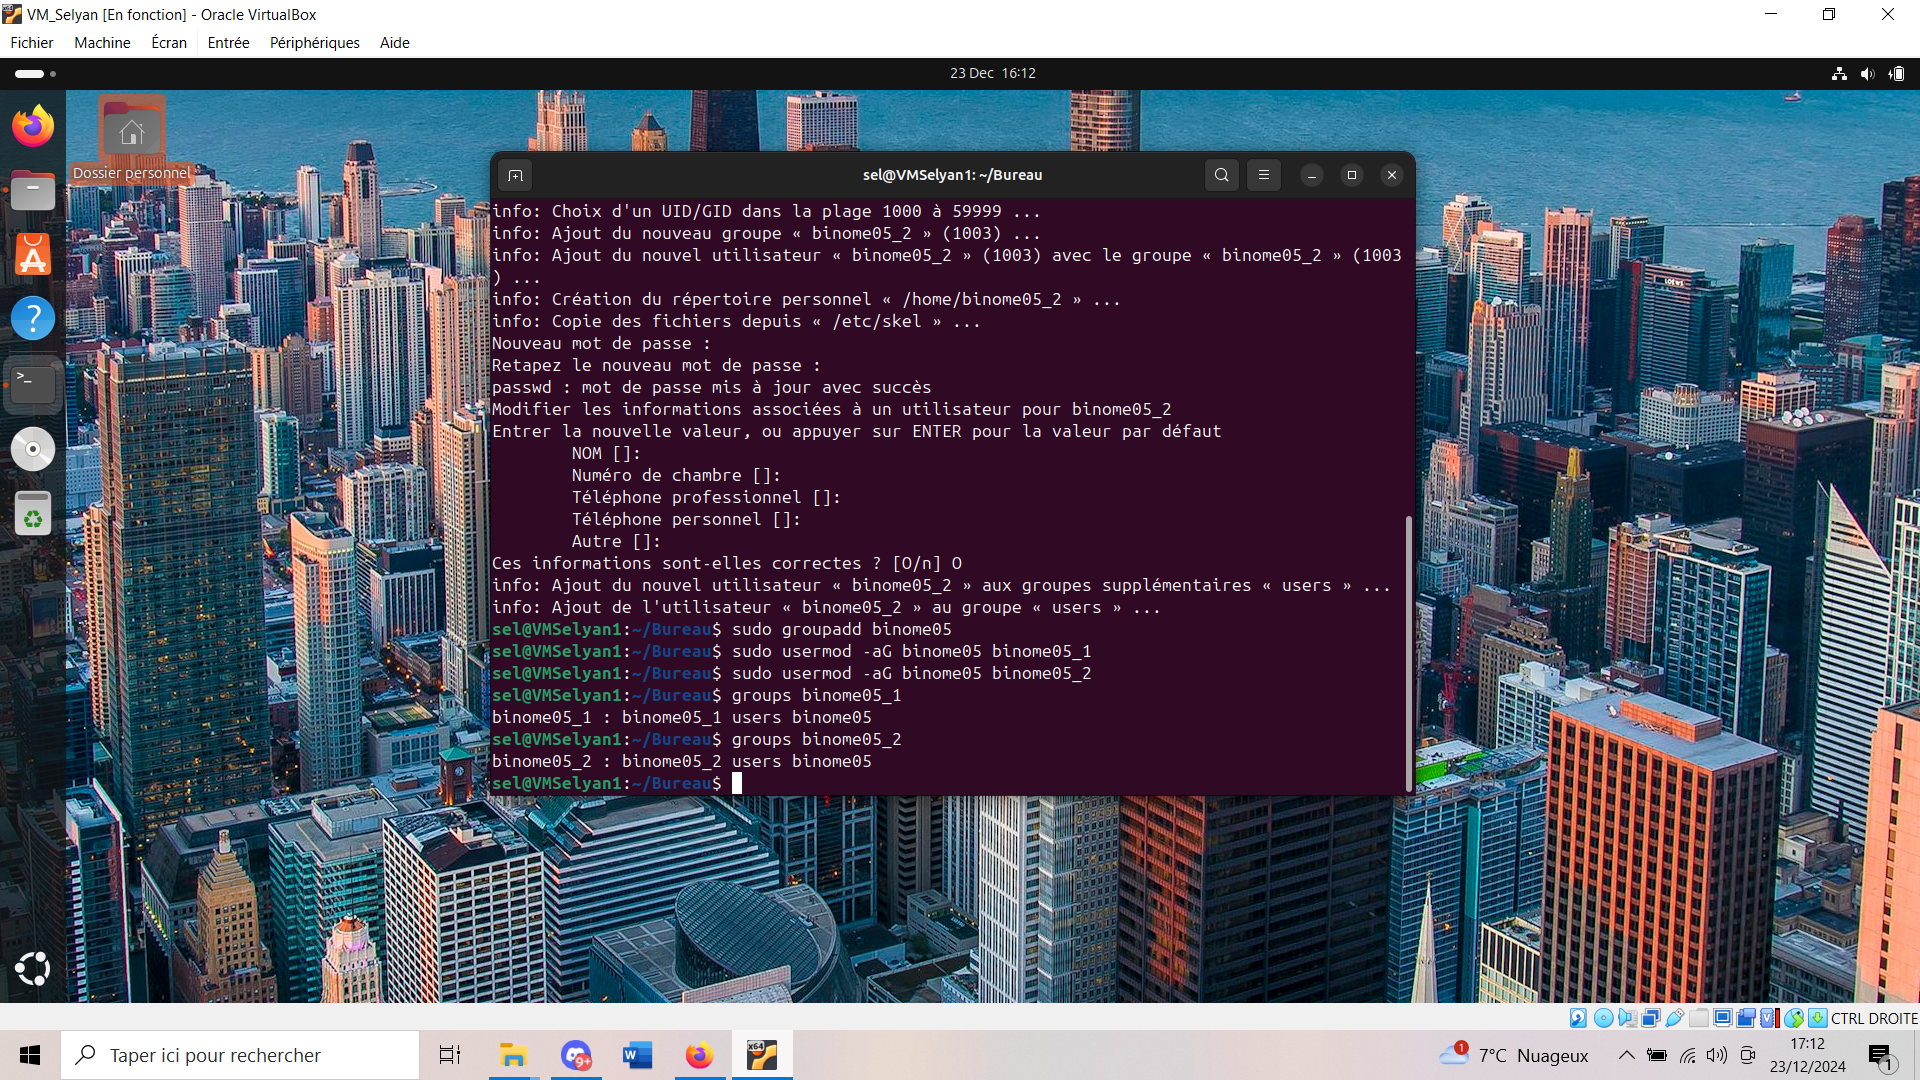 VM_Selyan [En fonction] - Oracle VirtualBox
Fichier Machine Écran Entrée Périphériques Aide
23 Dec 16:12
Dossier personnel
sel@VMSelyan1: ~/Bureau
info: Choix d'un UID/GID dans la plage 1000 à 59999 ...
info: Ajout du nouveau groupe « binome05_2 » (1003) ...
info: Ajout du nouvel utilisateur « binome05_2 » (1003) avec le groupe « binome05_2 » (1003
) ...
info: Création du répertoire personnel « /home/binome05_2 » ...
info: Copie des fichiers depuis « /etc/skel » ...
Nouveau mot de passe :
Retapez le nouveau mot de passe :
passwd : mot de passe mis à jour avec succès
Modifier les informations associées à un utilisateur pour binome05_2
Entrer la nouvelle valeur, ou appuyer sur ENTER pour la valeur par défaut
NOM []:
Numéro de chambre []:
Téléphone professionnel []:
Téléphone personnel []:
Autre []:
Ces informations sont-elles correctes ? [O/n] O
info: Ajout du nouvel utilisateur « binome05_2 » aux groupes supplémentaires « users » ...
info: Ajout de l'utilisateur « binome05_2 » au groupe « users » ...
sel@VMSelyan1:~/Bureau$ sudo groupadd binome05
sel@VMSelyan1:~/Bureau$ sudo usermod -aG binome05 binome05_1
sel@VMSelyan1:~/Bureau$ sudo usermod -aG binome05 binome05_2
sel@VMSelyan1:~/Bureau$ groups binome05_1
binome05_1 : binome05_1 users binome05
sel@VMSelyan1:~/Bureau$ groups binome05_2
binome05_2 : binome05_2 users binome05
sel@VMSelyan1:~/Bureau$
CTRL DROITE
Taper ici pour rechercher
9+
x64
1
7°C Nuageux
17:12
23/12/2024
1